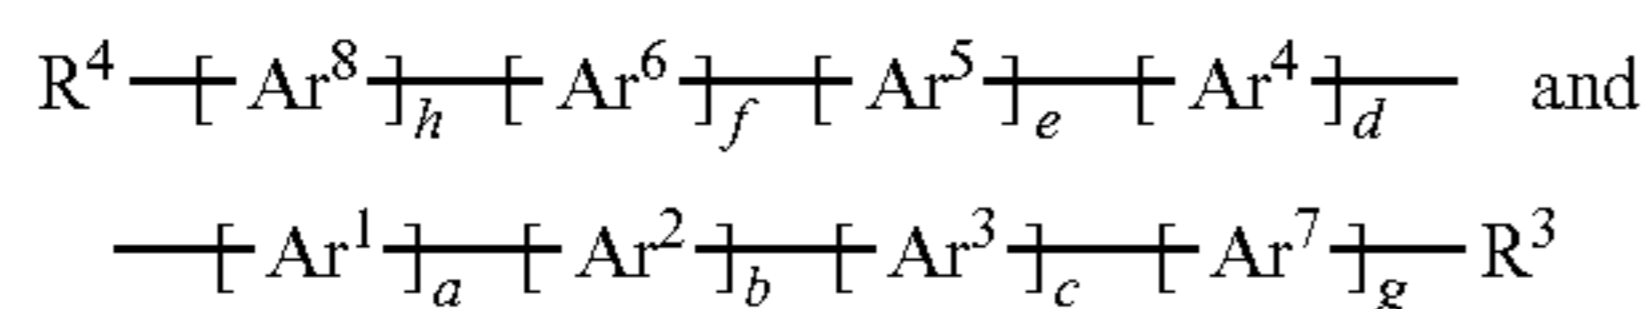 R⁴—[Ar⁸]ₕ—[Ar⁶]f—[Ar⁵]ₑ—[Ar⁴]d— and
—[Ar¹]ₐ—[Ar²]b—[Ar³]c—[Ar⁷]g—R³